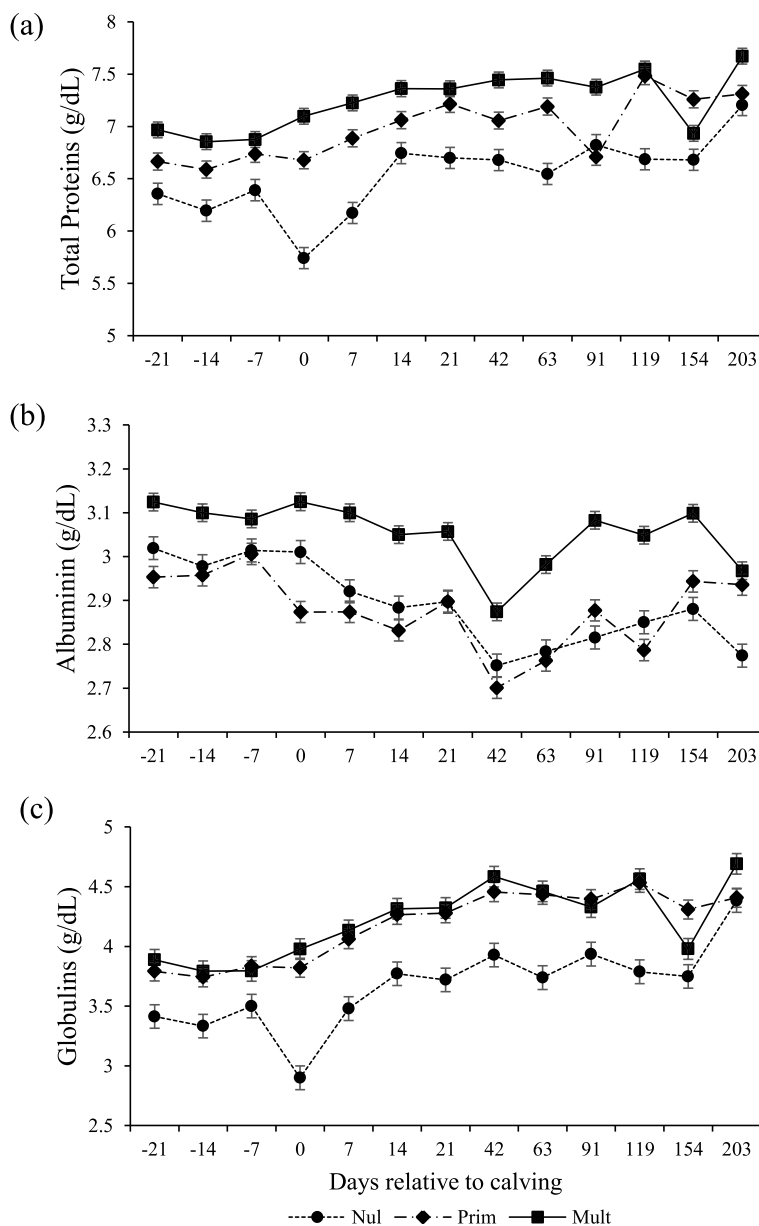 (a)
Total Proteins (g/dL)
8
7.5
7
6.5
6
5.5
5
-21 -14 -7 0 7 14 21 42 63 91 119 154 203
(b)
Albuminin (g/dL)
3.3
3.2
3.1
3
2.9
2.8
2.7
2.6
-21 -14 -7 0 7 14 21 42 63 91 119 154 203
(c)
Globulins (g/dL)
5
4.5
4
3.5
3
2.5
-21 -14 -7 0 7 14 21 42 63 91 119 154 203
Days relative to calving
Nul Prim Mult